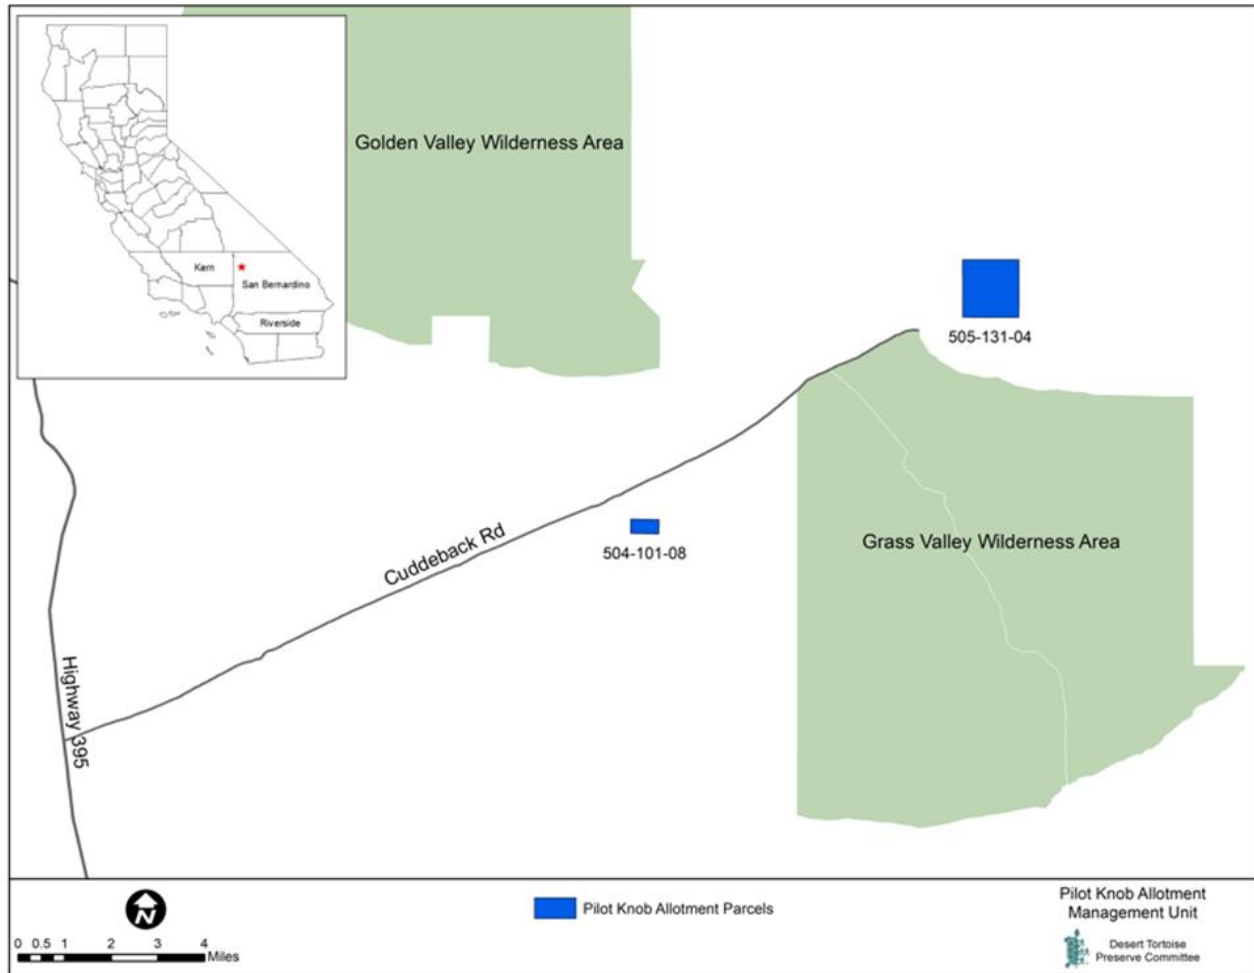 Golden Valley Wilderness Area
Kern
San Bernardino
Riverside
505-131-04
504-101-08
Cuddeback Rd
Grass Valley Wilderness Area
Highway 395
N
0 0.5 1 2 3 4
Miles
Pilot Knob Allotment Parcels
Pilot Knob Allotment
Management Unit
Desert Tortoise
Preserve Committee